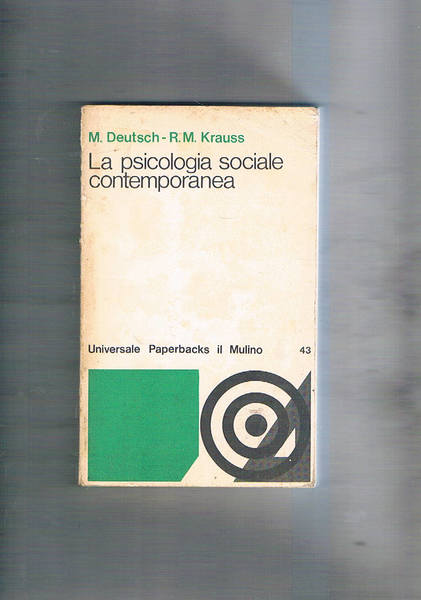 M. Deutsch - R. M. Krauss
La psicologia sociale
contemporanea
Universale Paperbacks il Mulino 43